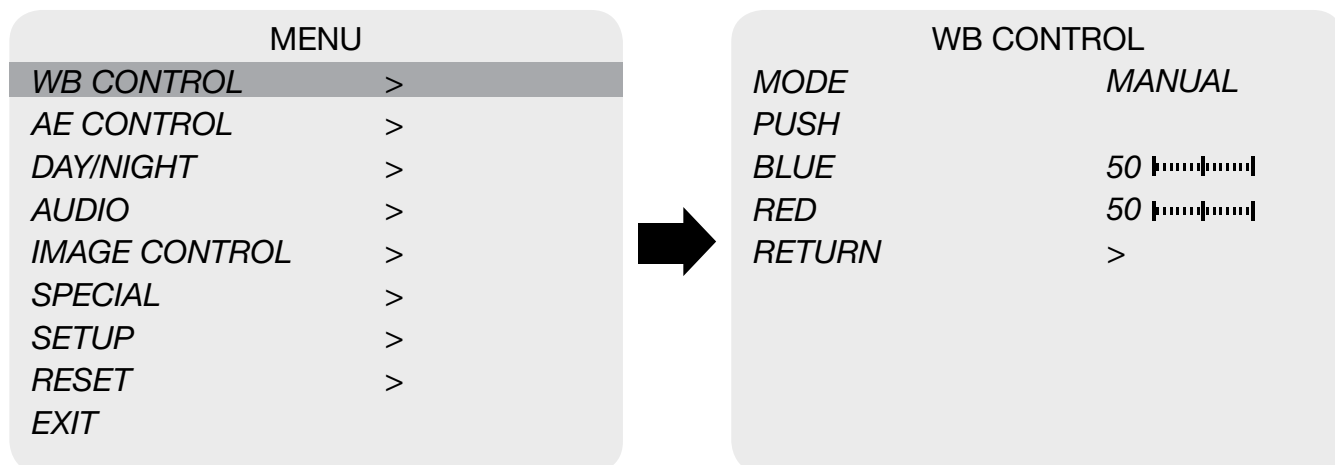 MENU
WB CONTROL >
AE CONTROL >
DAY/NIGHT >
AUDIO >
IMAGE CONTROL >
SPECIAL >
SETUP >
RESET >
EXIT
WB CONTROL
MODE MANUAL
PUSH
BLUE 50
RED 50
RETURN >